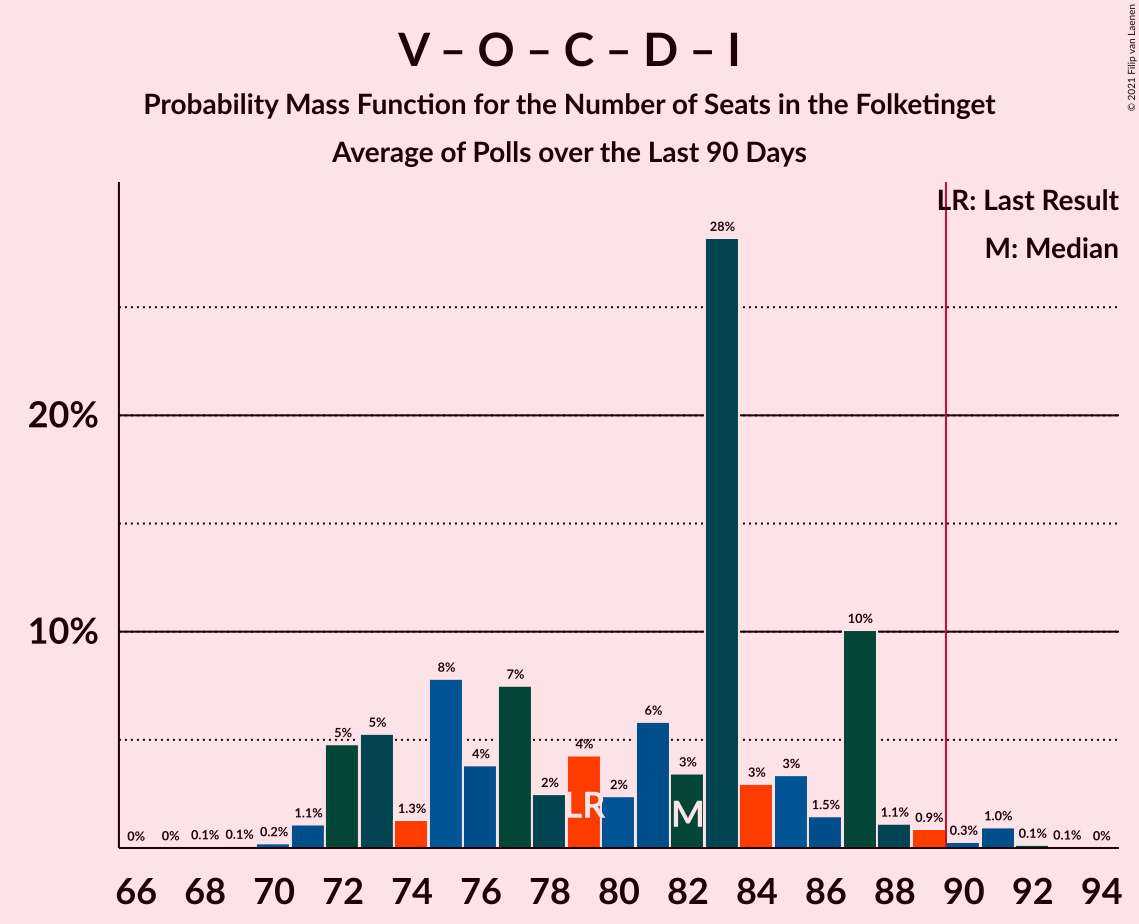 V – O – C – D – I
Probability Mass Function for the Number of Seats in the Folketinget
Average of Polls over the Last 90 Days
© 2021 Filip van Laenen
LR: Last Result
M: Median
20%
10%
0% 0% 0.1% 0.1% 0.2% 1.1% 5% 5% 1.3% 8% 4% 7% 2% 4% 2% 6% 3% 28% 3% 3% 1.5% 10% 1.1% 0.9% 0.3% 1.0% 0.1% 0.1% 0%
LR M
66 68 70 72 74 76 78 80 82 84 86 88 90 92 94